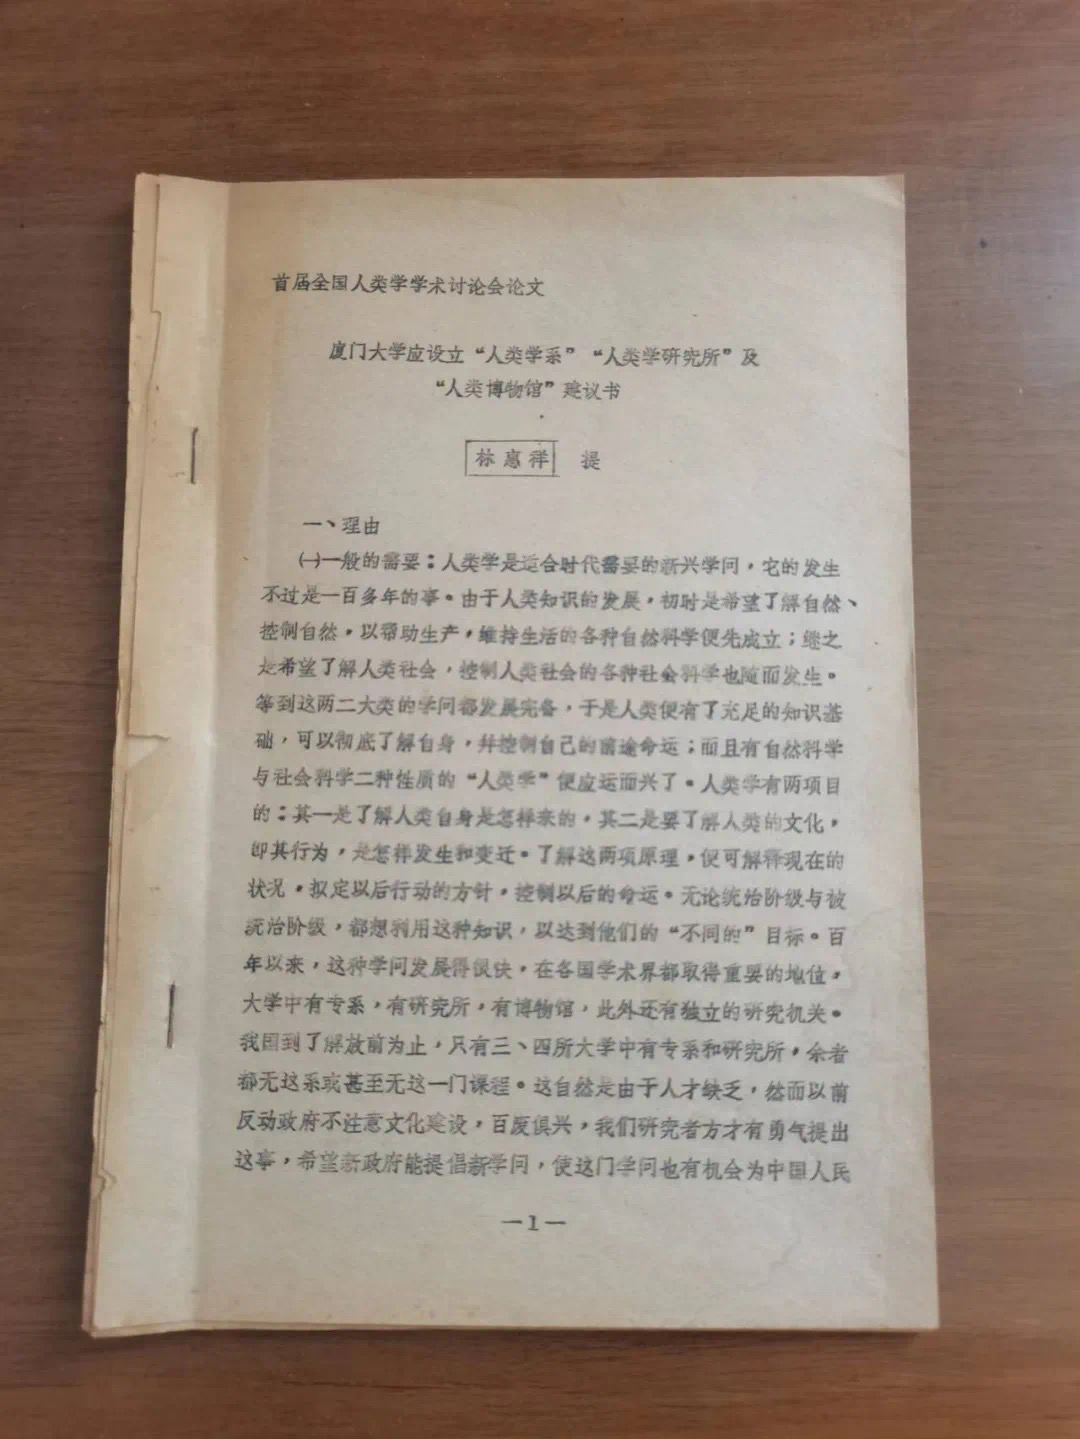 首届全国人类学学术讨论会论文
厦门大学应设立“人类学系”“人类学研究所”及
“人类博物馆”建议书
林惠祥 提
一、理由
㈠一般的需要：人类学是适合时代需要的新兴学问，它的发生
不过是一百多年的事。由于人类知识的发展，初时是希望了解自然、
控制自然，以帮助生产，维持生活的各种自然科学便先成立；继之
是希望了解人类社会，控制人类社会的各种社会科学也随而发生。
等到这两二大类的学问都发展完备，于是人类便有了充足的知识基
础，可以彻底了解自身，并控制自己的前途命运；而且有自然科学
与社会科学二种性质的“人类学”便应运而兴了。人类学有两项目
的：其一是了解人类自身是怎样来的，其二是要了解人类的文化，
即其行为，是怎样发生和变迁。了解这两项原理，便可解释现在的
状况，拟定以后行动的方针，控制以后的命运。无论统治阶级与被
统治阶级，都想利用这种知识，以达到他们的“不同的”目标。百
年以来，这种学问发展得很快，在各国学术界都取得重要的地位，
大学中有专系，有研究所，有博物馆，此外还有独立的研究机关。
我国到了解放前为止，只有三、四所大学中有专系和研究所，余者
都无这系或甚至无这一门课程。这自然是由于人才缺乏，然而以前
反动政府不注意文化建设，百废俱兴，我们研究者方才有勇气提出
这事，希望新政府能提倡新学问，使这门学问也有机会为中国人民
—1—